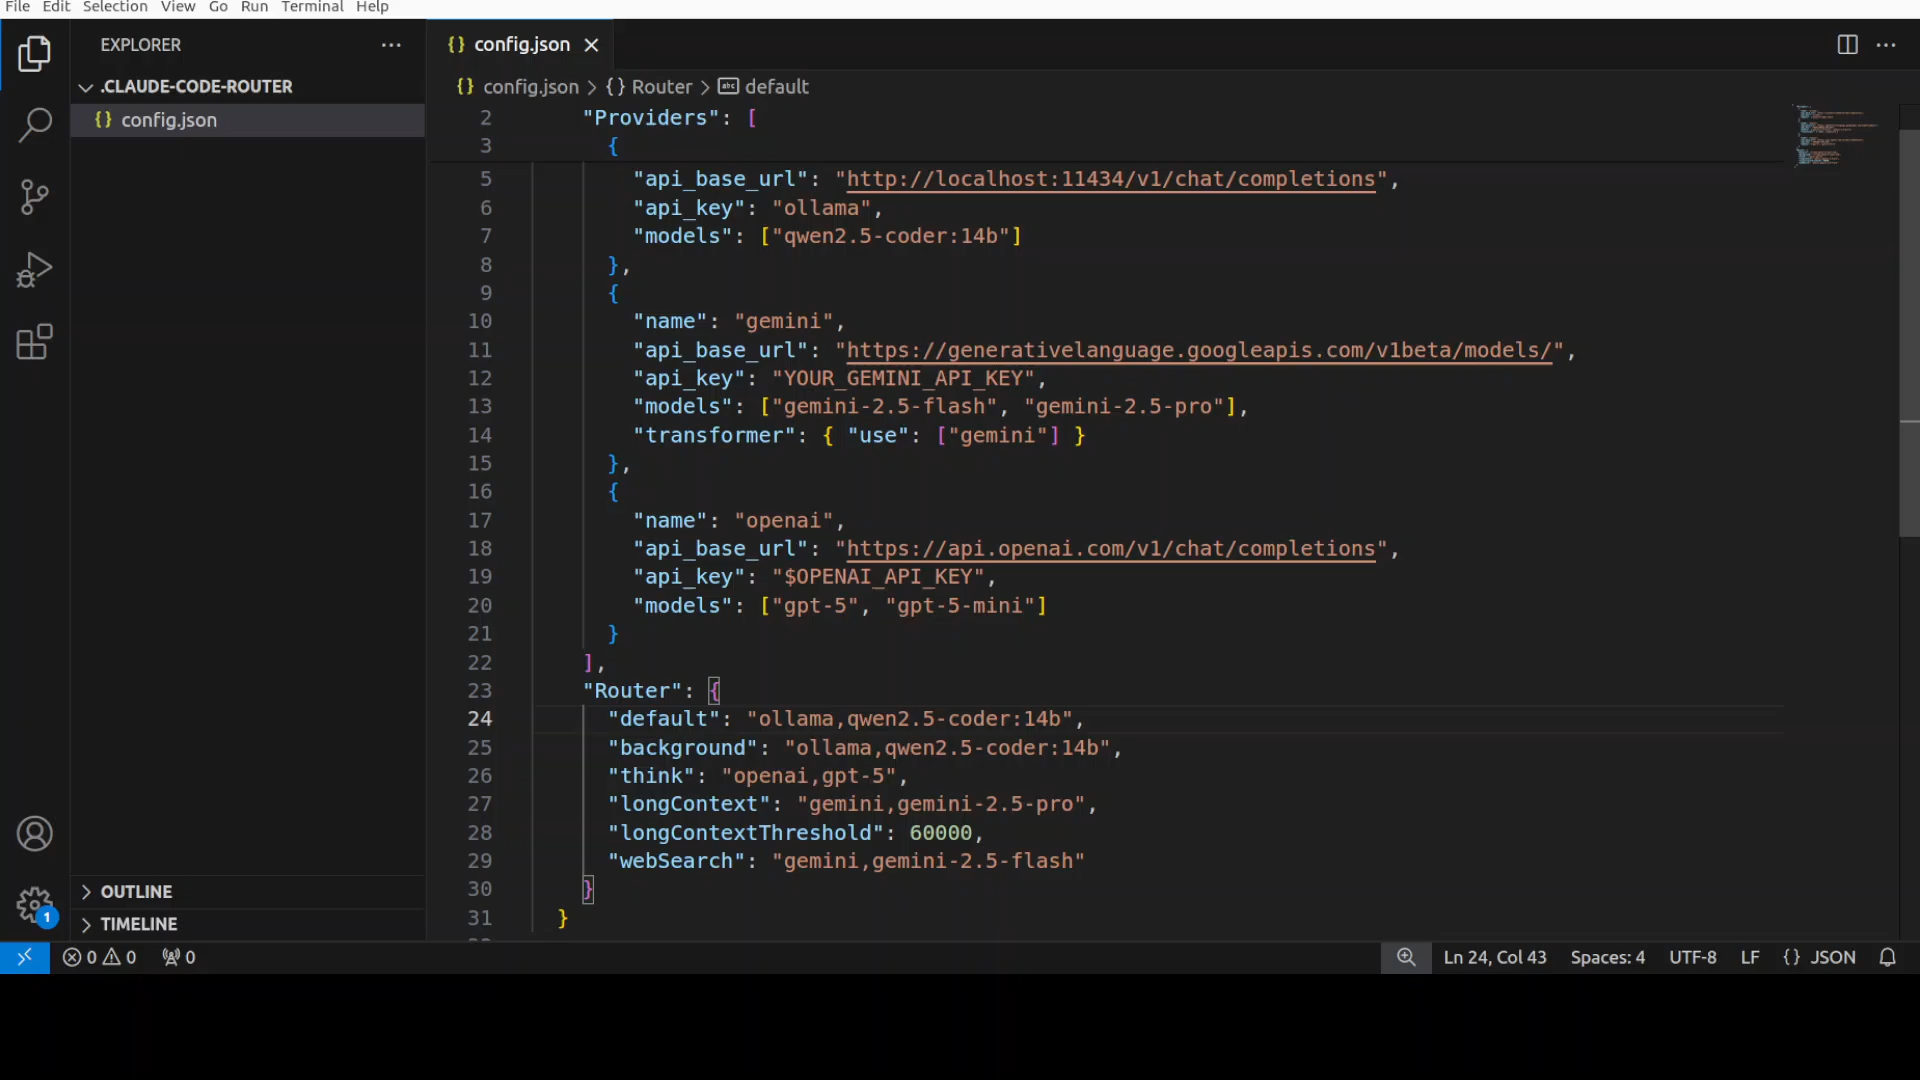 File Edit Selection View Go Run Terminal Help
EXPLORER
.CLAUDE-CODE-ROUTER
{} config.json
OUTLINE
TIMELINE
{} config.json
{} config.json > {} Router > abc default
2 "Providers": [
3 {
5 "api_base_url": "http://localhost:11434/v1/chat/completions",
6 "api_key": "ollama",
7 "models": ["qwen2.5-coder:14b"]
8 },
9 {
10 "name": "gemini",
11 "api_base_url": "https://generativelanguage.googleapis.com/v1beta/models/",
12 "api_key": "YOUR_GEMINI_API_KEY",
13 "models": ["gemini-2.5-flash", "gemini-2.5-pro"],
14 "transformer": { "use": ["gemini"] }
15 },
16 {
17 "name": "openai",
18 "api_base_url": "https://api.openai.com/v1/chat/completions",
19 "api_key": "$OPENAI_API_KEY",
20 "models": ["gpt-5", "gpt-5-mini"]
21 }
22 ],
23 "Router": {
24 "default": "ollama,qwen2.5-coder:14b",
25 "background": "ollama,qwen2.5-coder:14b",
26 "think": "openai,gpt-5",
27 "longContext": "gemini,gemini-2.5-pro",
28 "longContextThreshold": 60000,
29 "webSearch": "gemini,gemini-2.5-flash"
30 }
31 }
1
0 0 0 Ln 24, Col 43 Spaces: 4 UTF-8 LF {} JSON